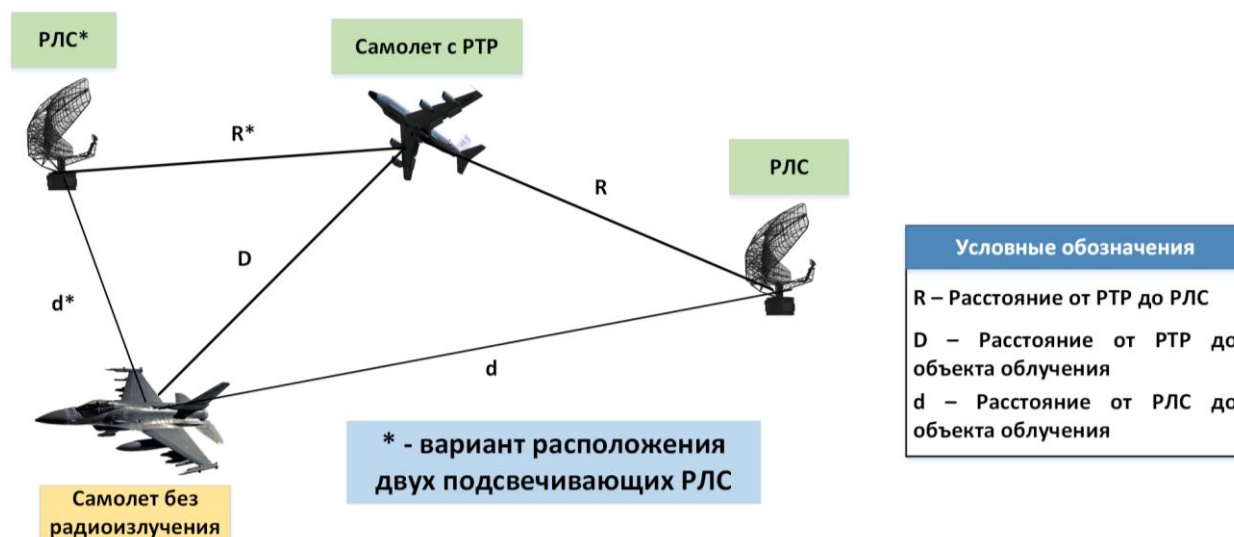 РЛС*
Самолет с РТР
R*
R
РЛС
D
d*
d
Условные обозначения
R – Расстояние от РТР до РЛС
D – Расстояние от РТР до
объекта облучения
d – Расстояние от РЛС до
объекта облучения
* - вариант расположения
двух подсвечивающих РЛС
Самолет без
радиоизлучения